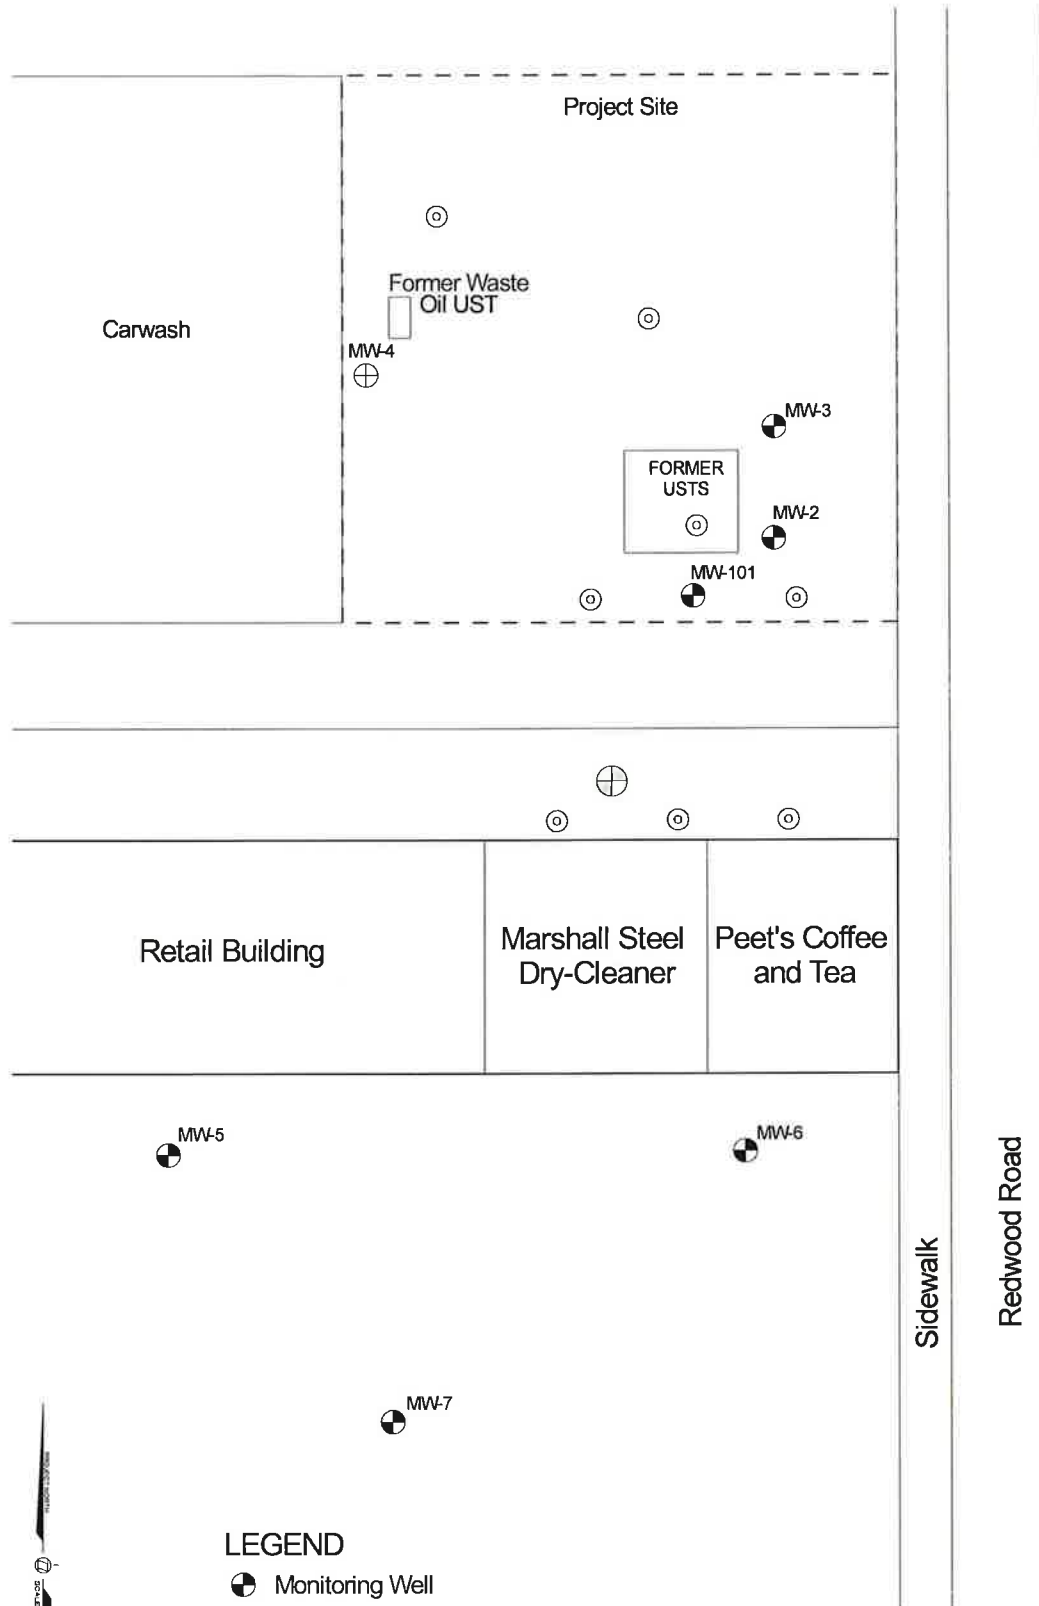 Project Site
Former Waste
Oil UST
Carwash
MW-4
MW-3
FORMER
USTS
MW-2
MW-101
Retail Building
Marshall Steel
Dry-Cleaner
Peet's Coffee
and Tea
MW-5
MW-6
Redwood Road
Sidewalk
MW-7
PROJECT NORTH
LEGEND
Monitoring Well